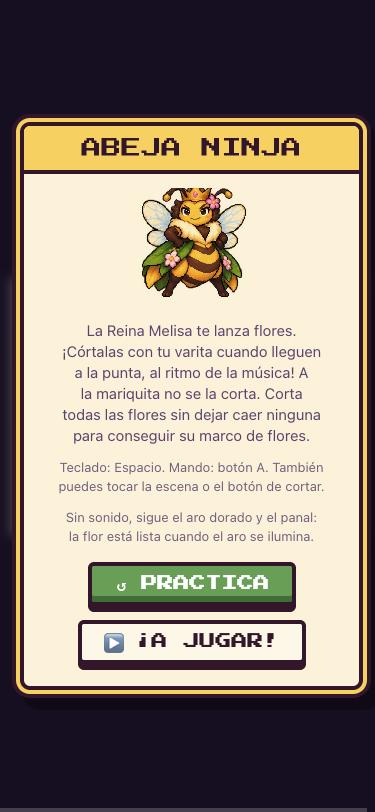 ABEJA NINJA
La Reina Melisa te lanza flores.
¡Córtalas con tu varita cuando lleguen
a la punta, al ritmo de la música! A
la mariquita no se la corta. Corta
todas las flores sin dejar caer ninguna
para conseguir su marco de flores.
Teclado: Espacio. Mando: botón A. También
puedes tocar la escena o el botón de cortar.
Sin sonido, sigue el aro dorado y el panal:
la flor está lista cuando el aro se ilumina.
↺ PRACTICA
▶️ ¡A JUGAR!